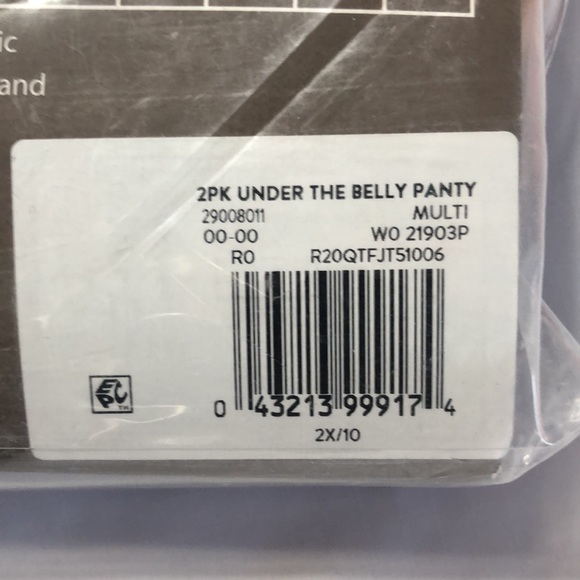 ic
and
2PK UNDER THE BELLY PANTY
29008011 MULTI
00-00 W0 21903P
R0 R20QTFJT51006
EPC TM
0 43213 99917 4
2X/10